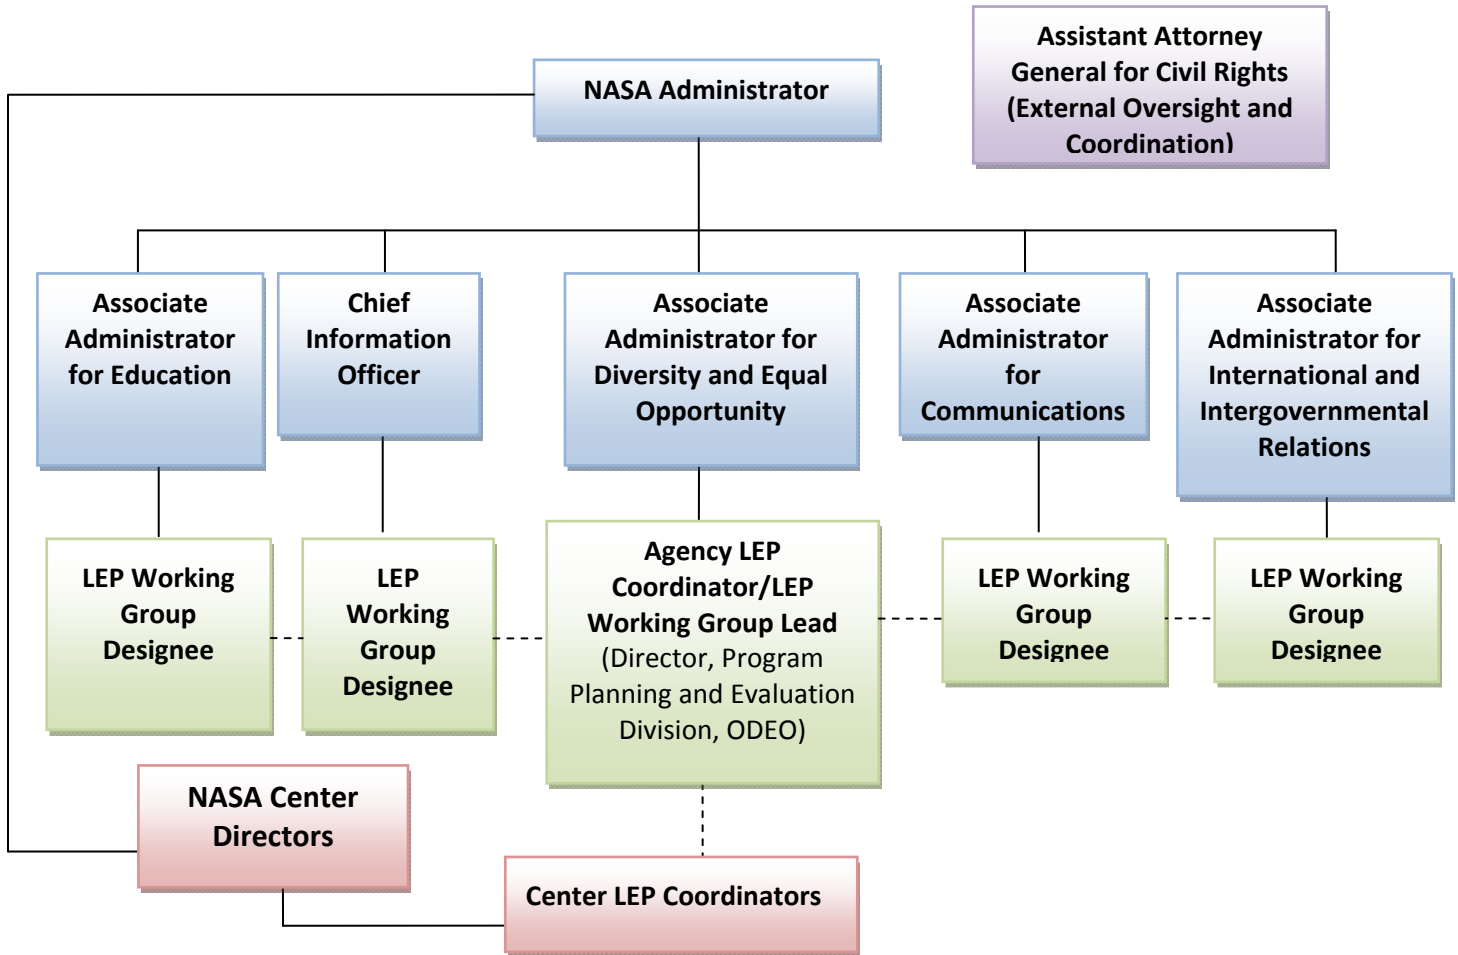 Assistant Attorney
General for Civil Rights
(External Oversight and
Coordination)
NASA Administrator
Associate
Administrator
for Education
Chief
Information
Officer
Associate
Administrator for
Diversity and Equal
Opportunity
Associate
Administrator
for
Communications
Associate
Administrator for
International and
Intergovernmental
Relations
LEP Working
Group
Designee
LEP
Working
Group
Designee
Agency LEP
Coordinator/LEP
Working Group Lead
(Director, Program
Planning and Evaluation
Division, ODEO)
LEP Working
Group
Designee
LEP Working
Group
Designee
NASA Center
Directors
Center LEP Coordinators